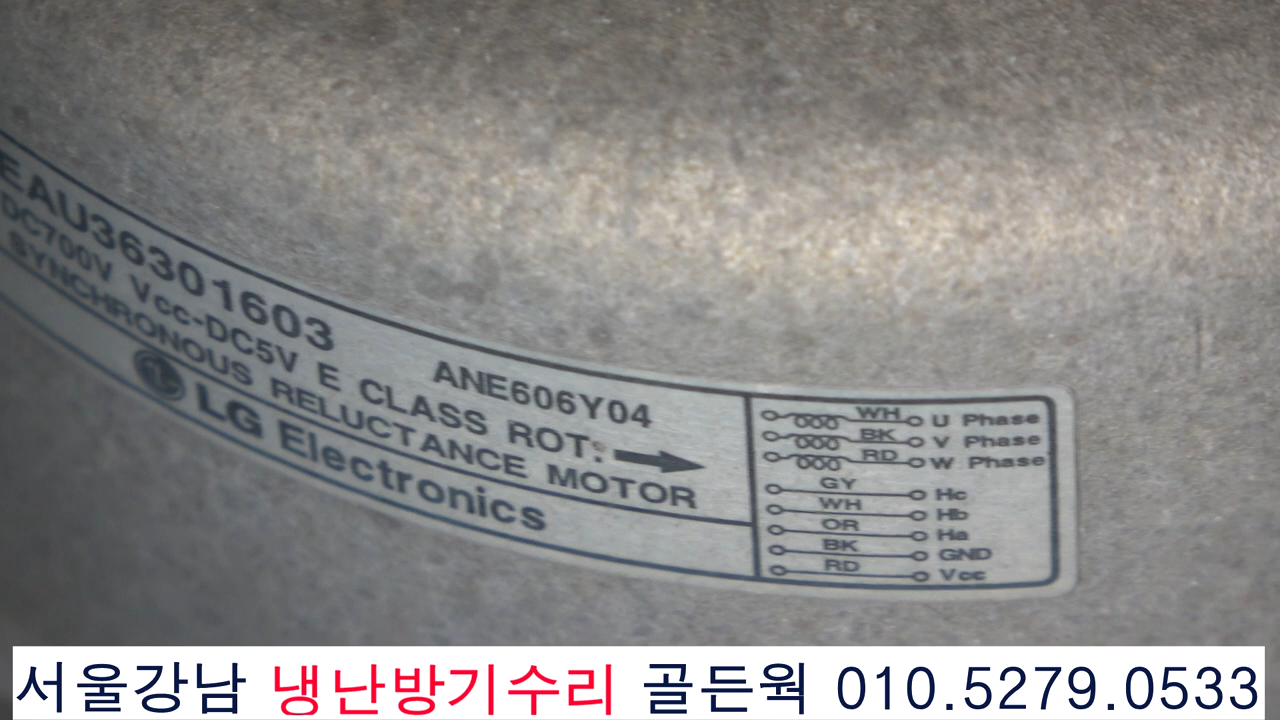 EAU36301603
ANE606Y04
DC700V Vcc-DC5V E CLASS ROT.
SYNCHRONOUS RELUCTANCE MOTOR
LG Electronics
WH U Phase
BK V Phase
RD W Phase
GY Hc
WH Hb
OR Ha
BK GND
RD Vcc
서울강남 냉난방기수리 골든웍 010.5279.0533